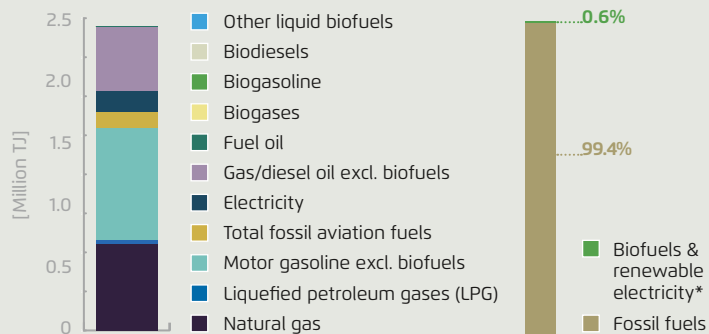 2.5
2.0
1.5
1.0
0.5
0
[Million TJ]
Other liquid biofuels
Biodiesels
Biogasoline
Biogases
Fuel oil
Gas/diesel oil excl. biofuels
Electricity
Total fossil aviation fuels
Motor gasoline excl. biofuels
Liquefied petroleum gases (LPG)
Natural gas
0.6%
99.4%
Biofuels &
renewable
electricity*
Fossil fuels